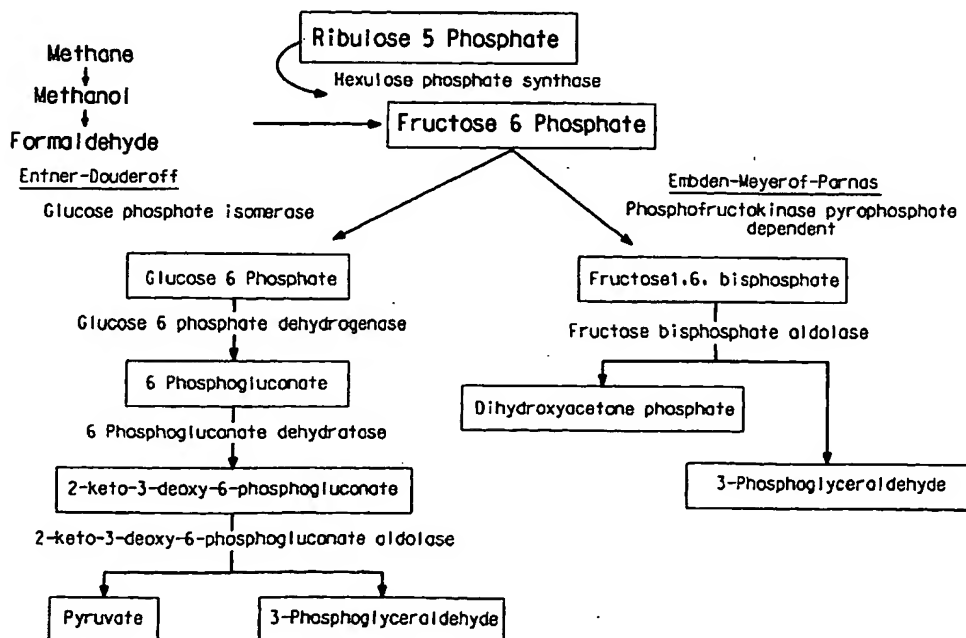 Ribulose 5 Phosphate
Methane
Hexulose phosphate synthase
Methanol
Fructose 6 Phosphate
Formaldehyde
Entner-Douderoff
Embden-Meyerof-Parnas
Glucose phosphate isomerase
Phosphofructokinase pyrophosphate
dependent
Glucose 6 Phosphate
Fructose1.6. bisphosphate
Glucose 6 phosphate dehydrogenase
Fructose bisphosphate aldolase
6 Phosphogluconate
Dihydroxyacetone phosphate
6 Phosphogluconate dehydratase
2-keto-3-deoxy-6-phosphogluconate
3-Phosphoglyceraldehyde
2-keto-3-deoxy-6-phosphogluconate aldolase
Pyruvate
3-Phosphoglyceraldehyde